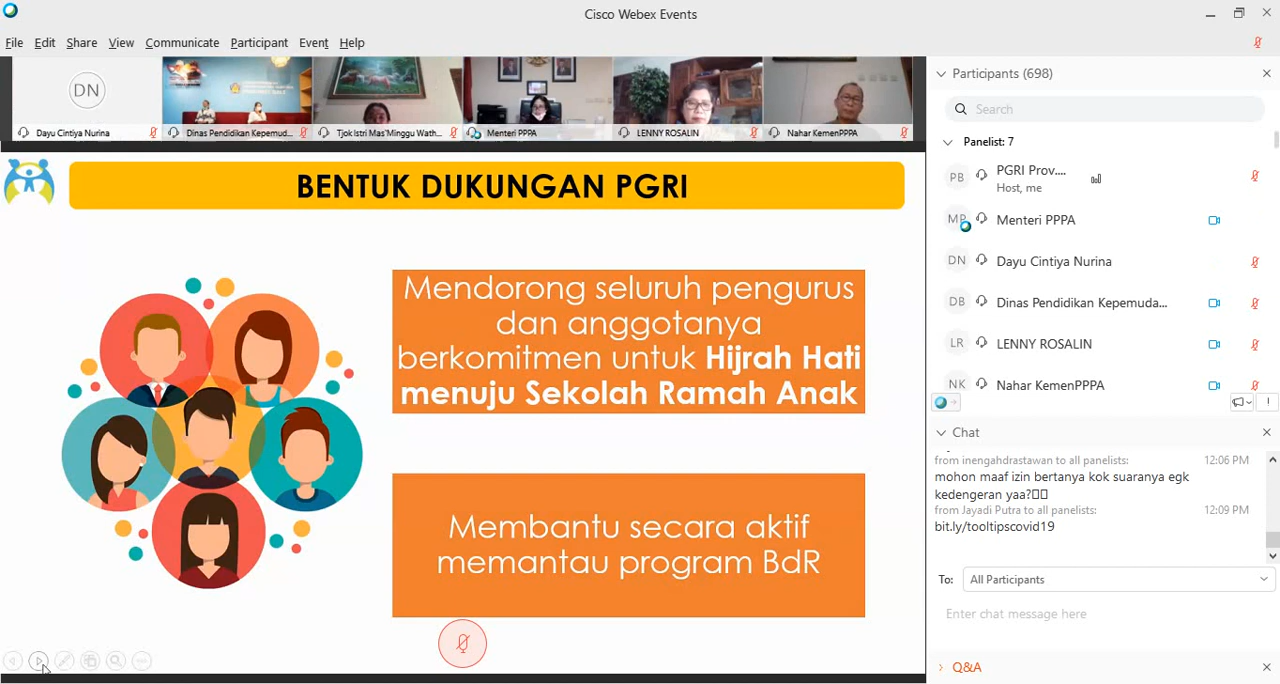 Cisco Webex Events
File Edit Share View Communicate Participant Event Help
DN
Dayu Cintiya Nurina
Dinas Pendidikan Kepemud...
Tjok Istri Mas'Minggu Wath...
Menteri PPPA
LENNY ROSALIN
Nahar KemenPPPA
BENTUK DUKUNGAN PGRI
Mendorong seluruh pengurus
dan anggotanya
berkomitmen untuk Hijrah Hati
menuju Sekolah Ramah Anak
Membantu secara aktif
memantau program BdR
Participants (698)
Search
Panelist: 7
PB PGRI Prov....
Host, me
MP Menteri PPPA
DN Dayu Cintiya Nurina
DB Dinas Pendidikan Kepemuda...
LR LENNY ROSALIN
NK Nahar KemenPPPA
Chat
from inengahdrastawan to all panelists: 12:06 PM
mohon maaf izin bertanya kok suaranya egk
kedengeran yaa?
from Jayadi Putra to all panelists: 12:09 PM
bit.ly/tooltipscovid19
To: All Participants
Enter chat message here
Q&A